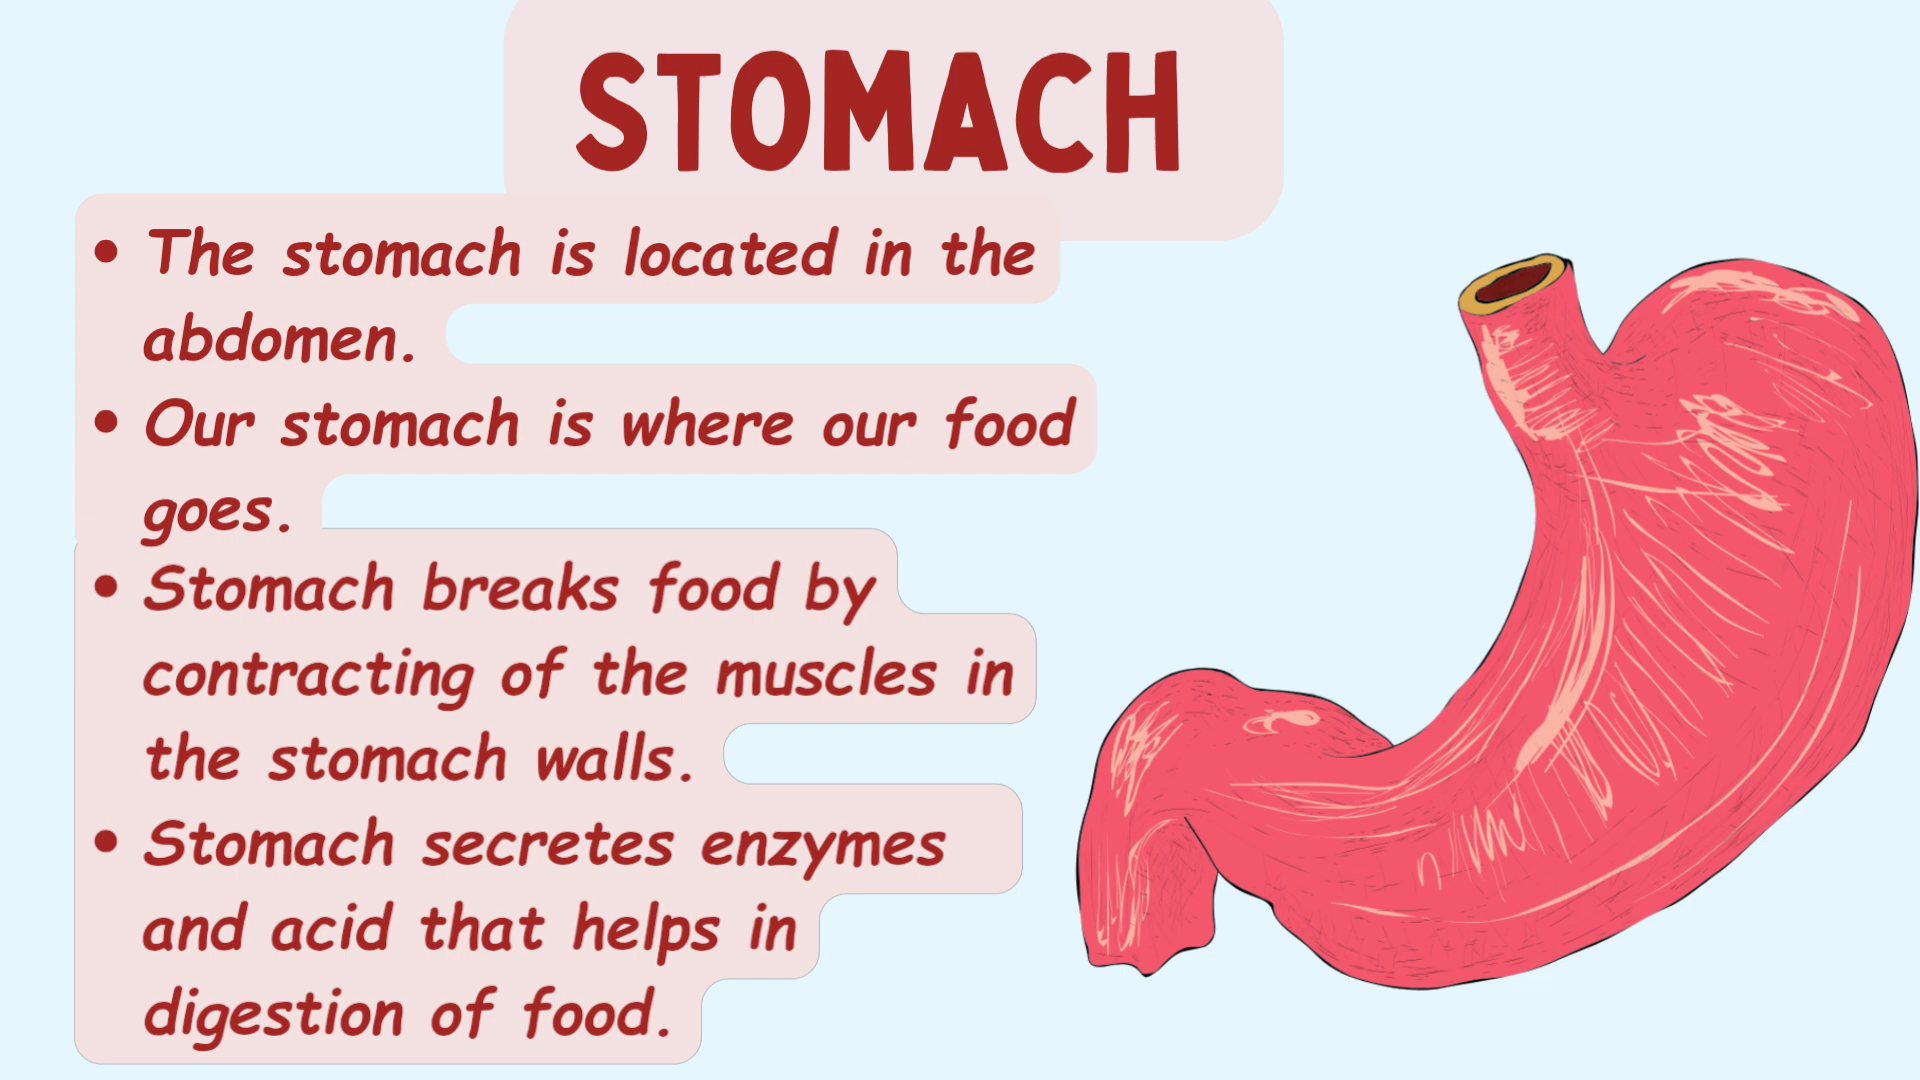 STOMACH
• The stomach is located in the
abdomen.
• Our stomach is where our food
goes.
• Stomach breaks food by
contracting of the muscles in
the stomach walls.
• Stomach secretes enzymes
and acid that helps in
digestion of food.